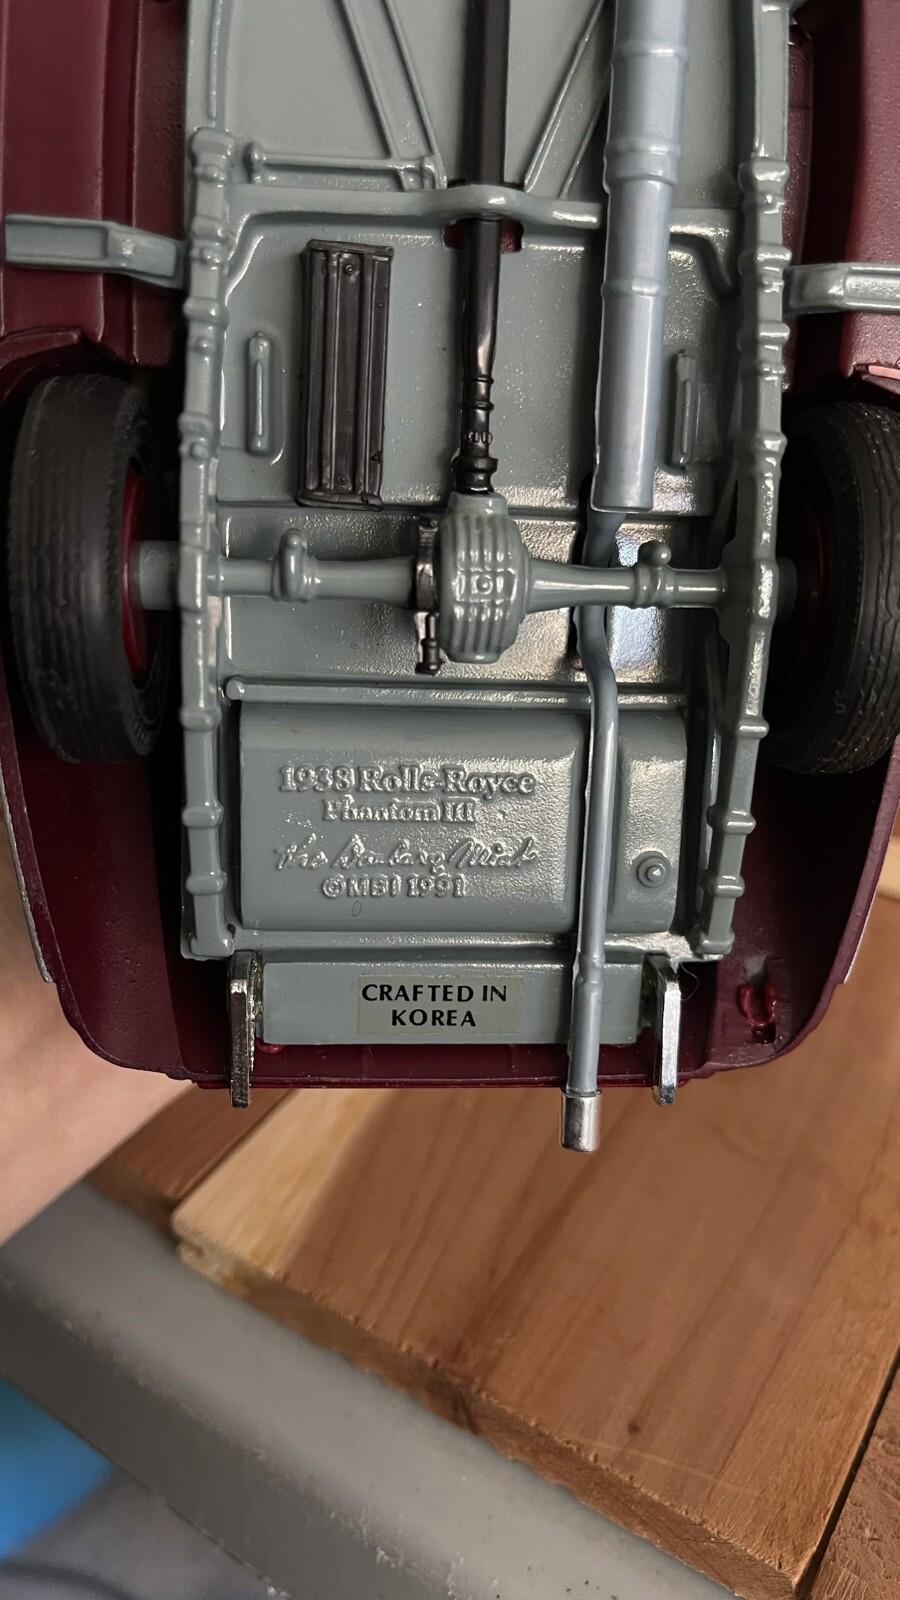 1938 Rolls-Royce
Phantom III
the Danbury Mint
©MBI 1991
CRAFTED IN
KOREA